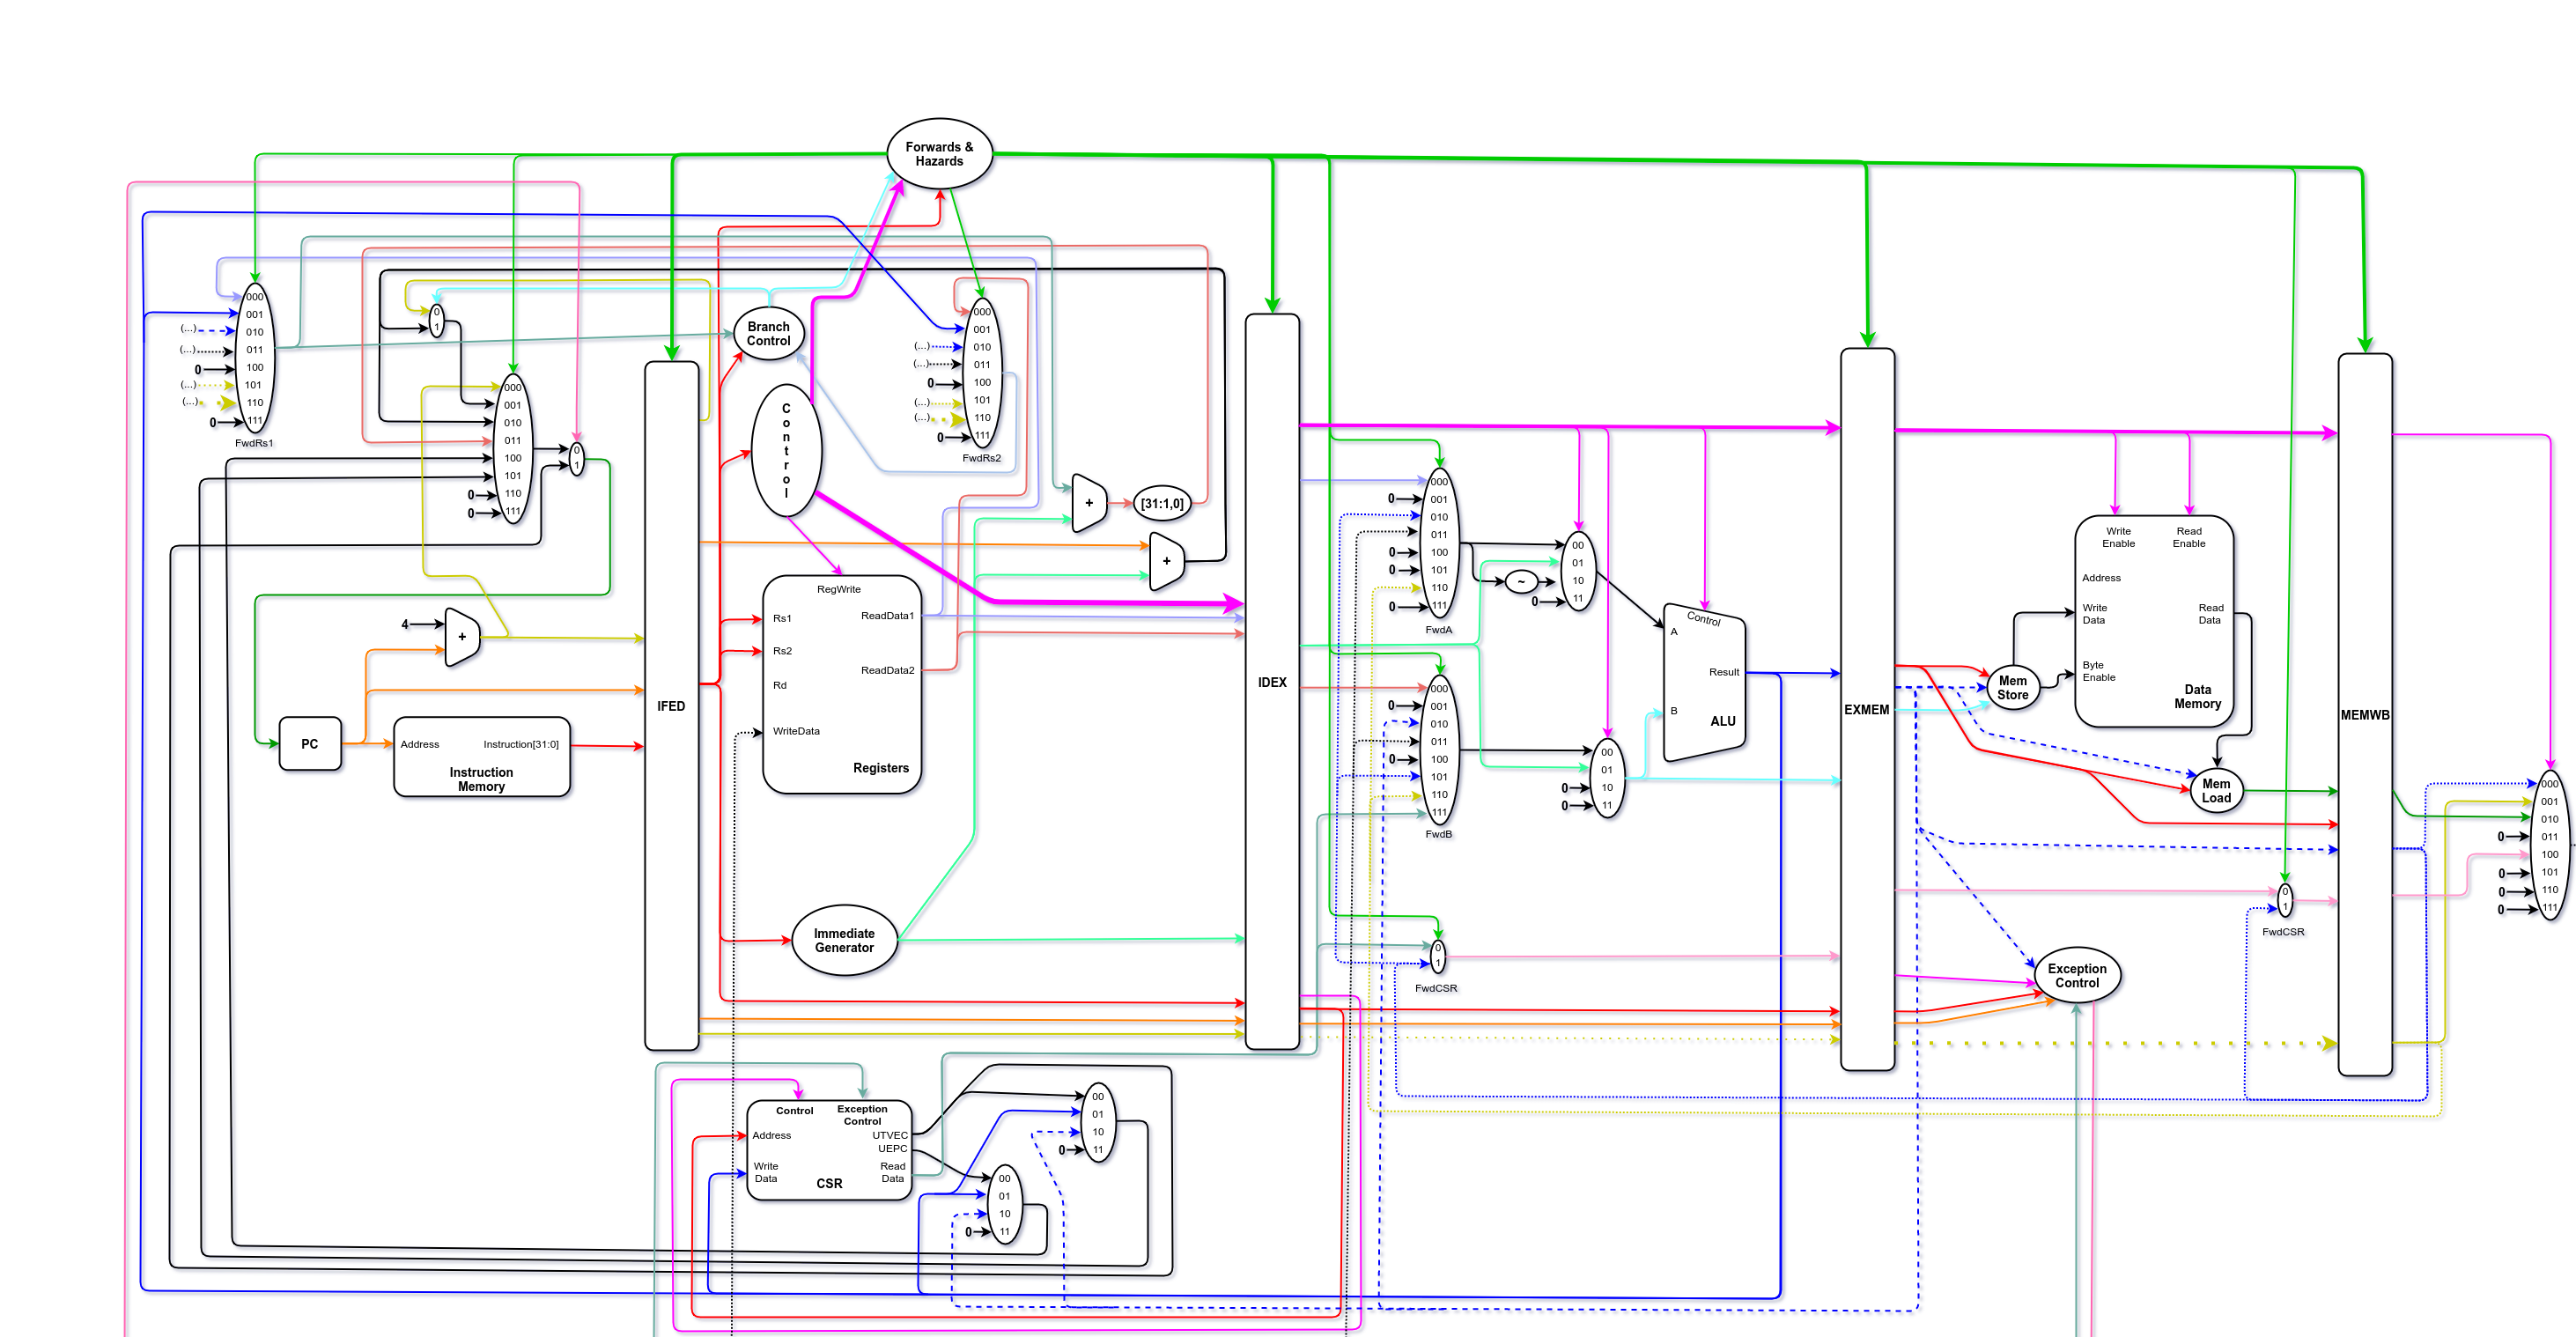 Forwards &
Hazards
000
001
(...) 010
(...) 011
0 100
(...) 101
(...) 110
0 111
FwdRs1
0
1
000
001
010
011
100
101
0 110
0 111
0
1
Branch
Control
C
o
n
t
r
o
l
000
001
(...) 010
(...) 011
0 100
(...) 101
(...) 110
0 111
FwdRs2
+
[31:1,0]
+
4
+
PC
Address
Instruction[31:0]
Instruction
Memory
IFED
RegWrite
Rs1
Rs2
Rd
WriteData
ReadData1
ReadData2
Registers
Immediate
Generator
IDEX
000
0 001
010
011
0 100
0 101
110
0 111
FwdA
~
00
01
10
0 11
000
0 001
010
011
0 100
101
110
111
FwdB
00
01
0 10
0 11
Control
A
B
Result
ALU
0
1
FwdCSR
EXMEM
Mem
Store
Write
Enable
Read
Enable
Address
Write
Data
Read
Data
Byte
Enable
Data
Memory
Mem
Load
0
1
FwdCSR
Exception
Control
MEMWB
000
001
010
0 011
100
0 101
0 110
0 111
Control
Exception
Control
Address
UTVEC
UEPC
Write
Data
Read
Data
CSR
00
01
10
0 11
00
01
10
0 11